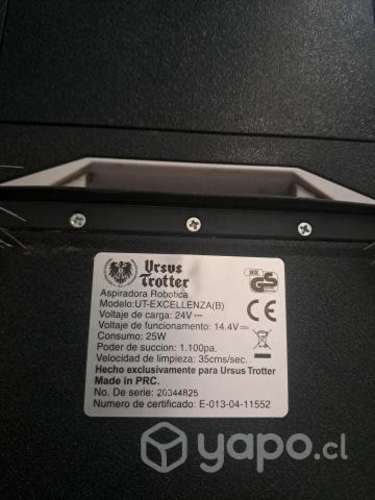 Ursus
Trotter
Aspiradora Robotica
Modelo:UT-EXCELLENZA(B)
Voltaje de carga: 24V
Voltaje de funcionamiento: 14.4V
Consumo: 25W
Poder de succion: 1.100pa.
Velocidad de limpieza: 35cms/sec.
Hecho exclusivamente para Ursus Trotter
Made in PRC.
No. De serie: 20344825
Numero de certificado: E-013-04-11552
GS
CE
yapo.cl